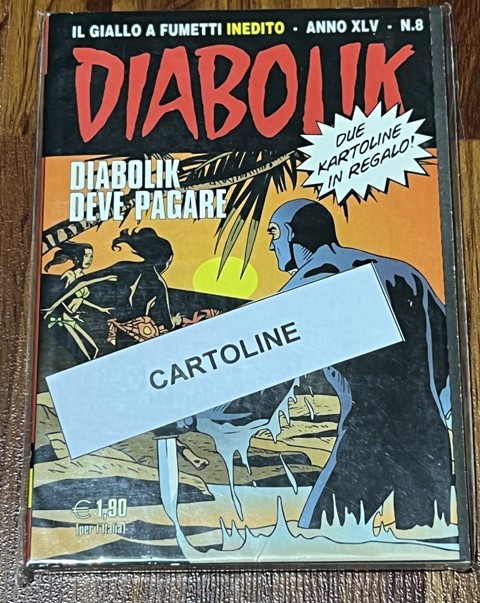 IL GIALLO A FUMETTI INEDITO - ANNO XLV - N.8
DIABOLIK
DUE
KARTOLINE
IN REGALO!
DIABOLIK
DEVE PAGARE
CARTOLINE
€ 1,90
(per l'Italia)